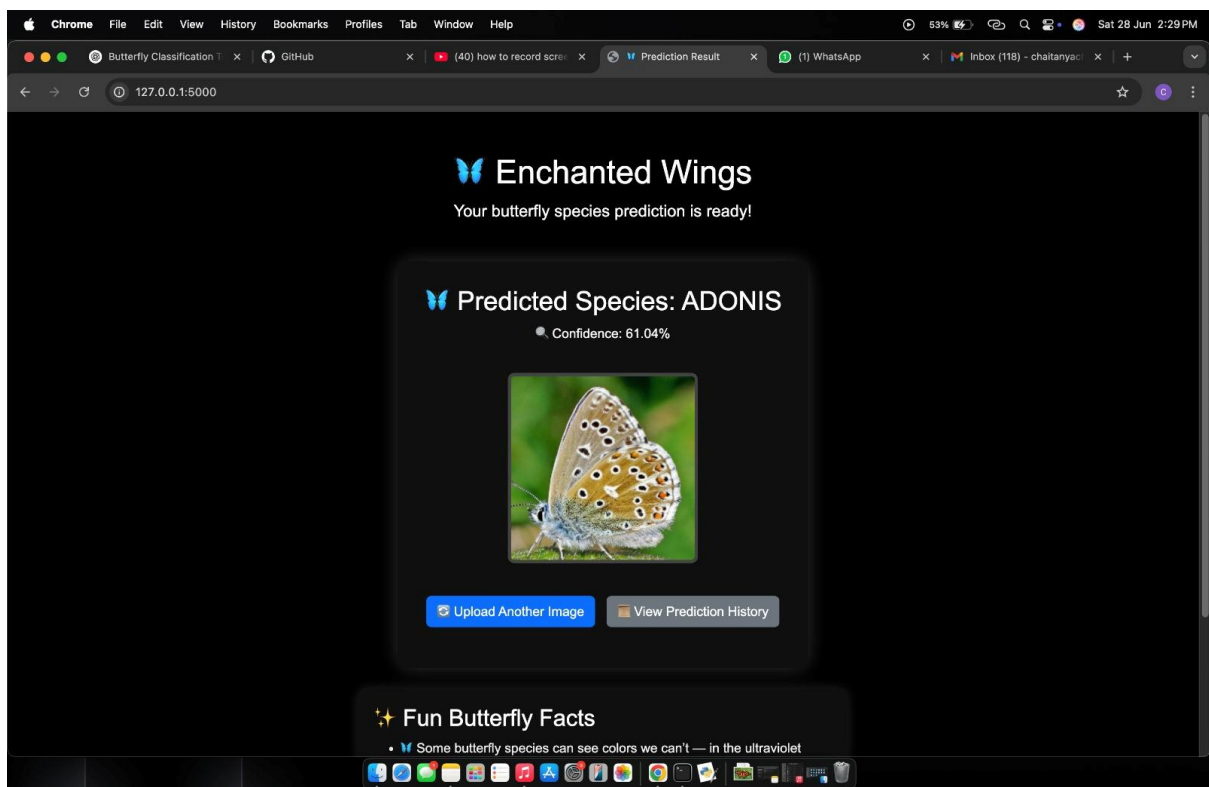 Chrome File Edit View History Bookmarks Profiles Tab Window Help 53% Sat 28 Jun 2:29 PM
Butterfly Classification T GitHub (40) how to record scree Prediction Result (1) WhatsApp Inbox (118) - chaitanyac
127.0.0.1:5000 C
Enchanted Wings
Your butterfly species prediction is ready!
Predicted Species: ADONIS
Confidence: 61.04%
Upload Another Image View Prediction History
Fun Butterfly Facts
• Some butterfly species can see colors we can't — in the ultraviolet